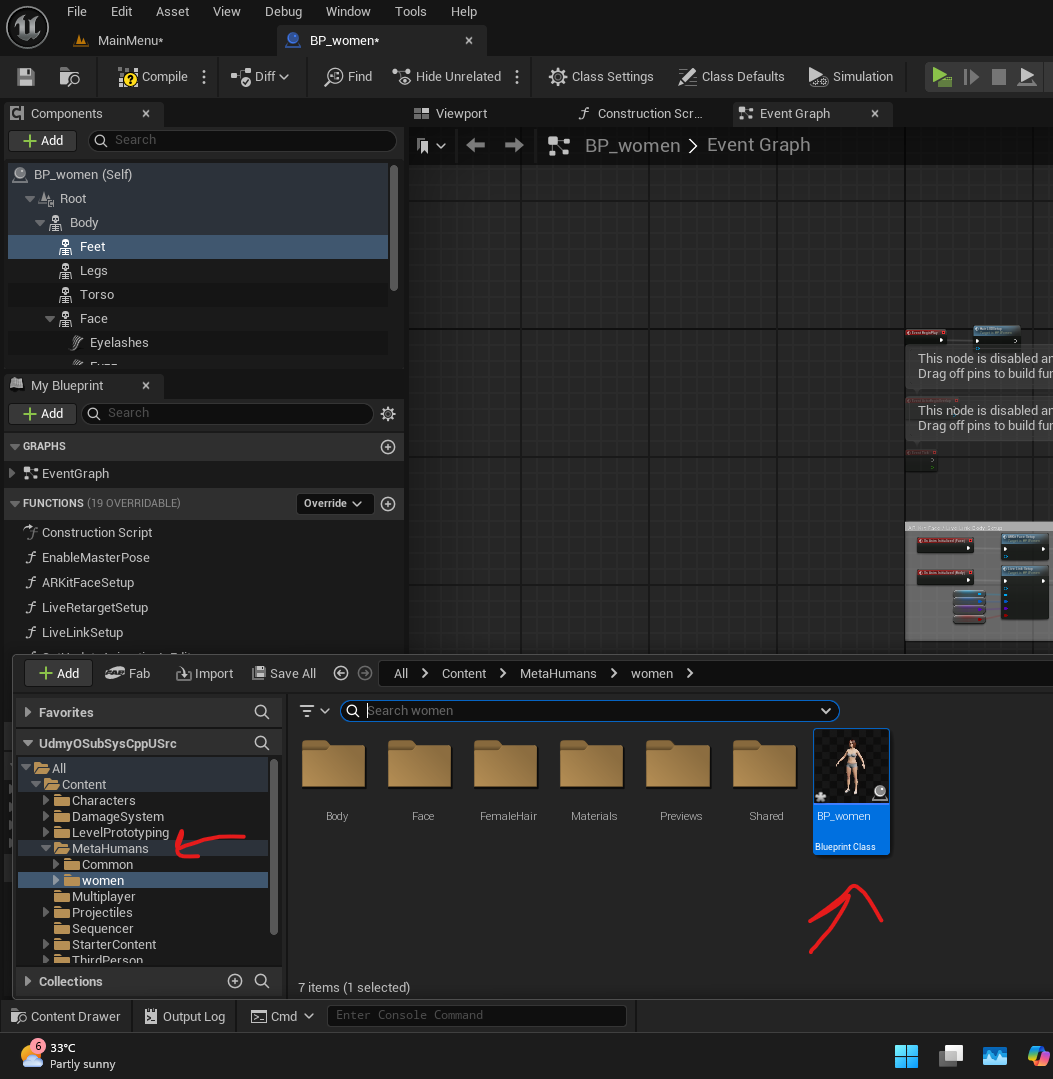 File Edit Asset View Debug Window Tools Help
MainMenu*
BP_women*
Compile
Diff
Find
Hide Unrelated
Class Settings
Class Defaults
Simulation
Components
Viewport
Construction Scr...
Event Graph
Add
Search
BP_women
Event Graph
BP_women (Self)
Root
Body
Feet
Legs
Torso
Face
Eyelashes
This node is disabled an
Drag off pins to build fun
This node is disabled an
Drag off pins to build fun
My Blueprint
Add
Search
GRAPHS
EventGraph
FUNCTIONS (19 OVERRIDABLE)
Override
Construction Script
EnableMasterPose
ARKitFaceSetup
LiveRetargetSetup
LiveLinkSetup
Add
Fab
Import
Save All
All
Content
MetaHumans
women
Favorites
Search women
UdmyOSubSysCppUSrc
All
Content
Characters
DamageSystem
LevelPrototyping
MetaHumans
Common
women
Multiplayer
Projectiles
Sequencer
StarterContent
ThirdPerson
Body
Face
FemaleHair
Materials
Previews
Shared
BP_women
Blueprint Class
Collections
7 items (1 selected)
Content Drawer
Output Log
Cmd
Enter Console Command
6
33°C
Partly sunny